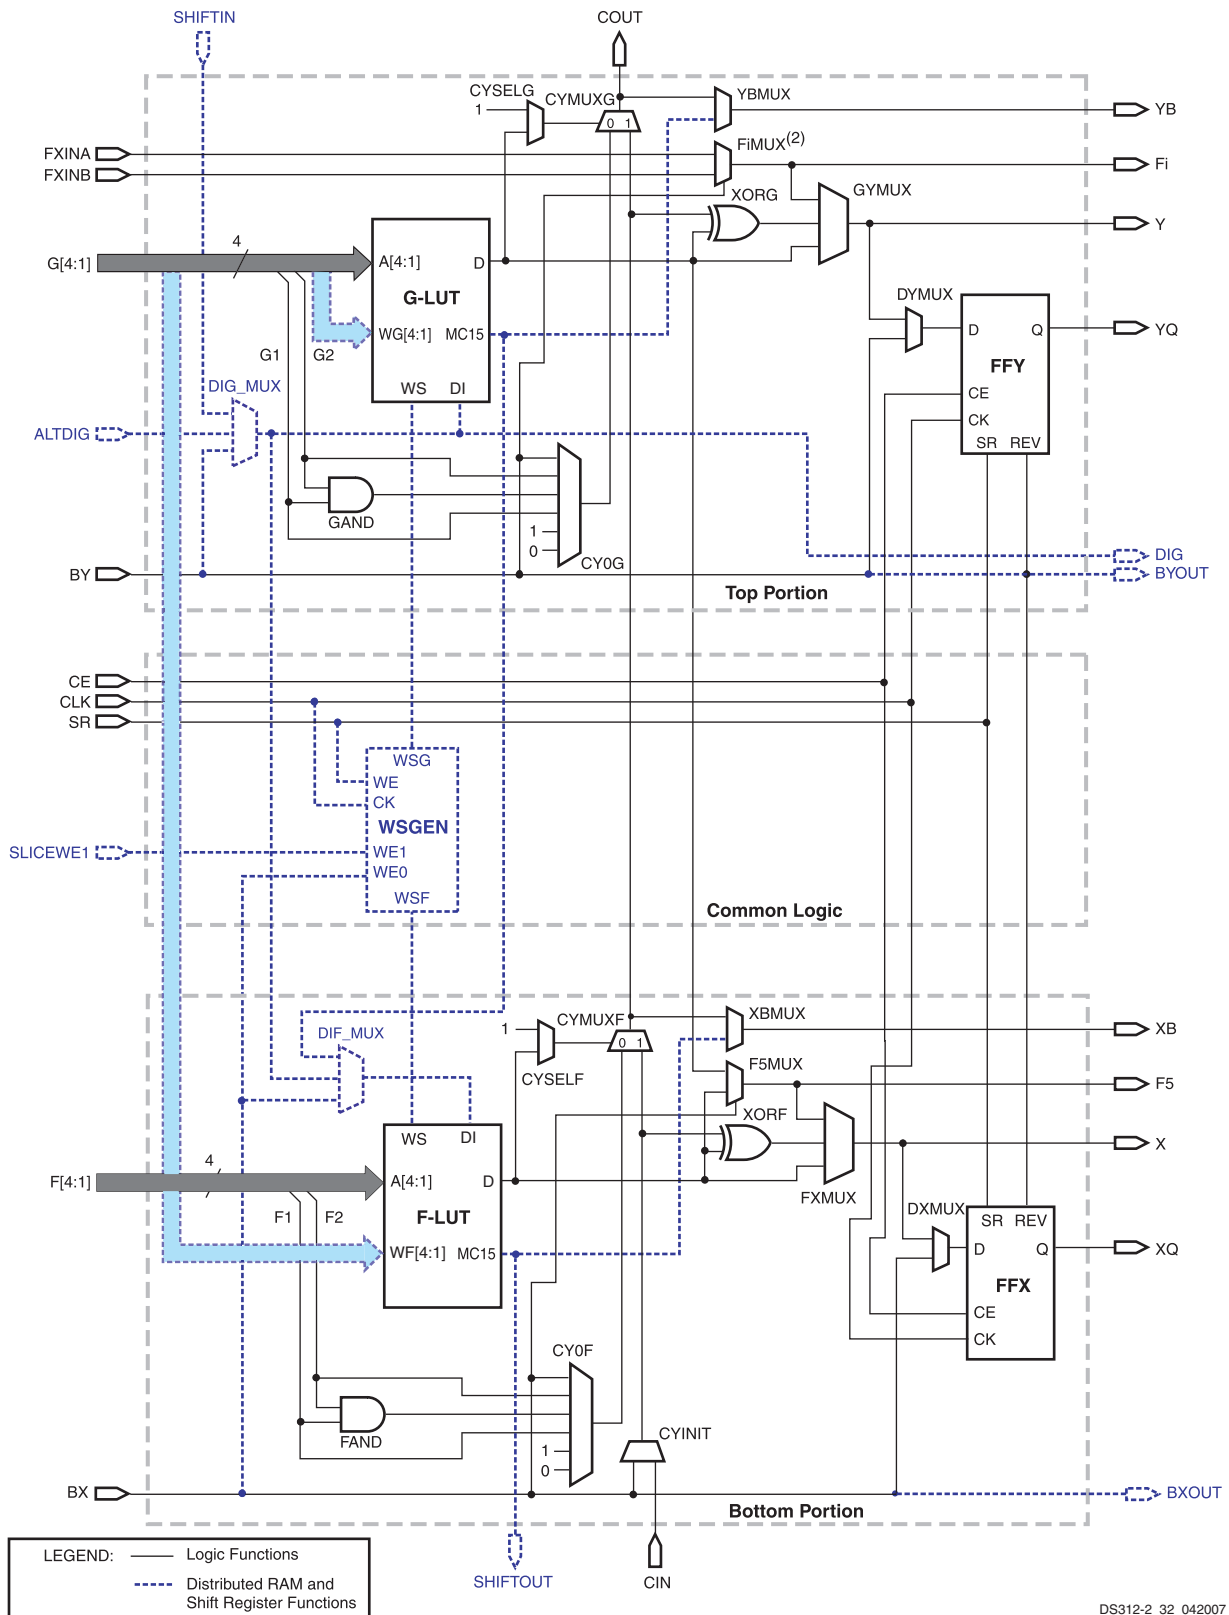 SHIFTIN
COUT
CYSELG
CYMUXG
YBMUX
1
0 1
YB
FXINA
FiMUX(2)
Fi
FXINB
XORG
GYMUX
Y
4
G[4:1]
A[4:1]
D
G-LUT
DYMUX
WG[4:1]
MC15
D
Q
YQ
G1
G2
FFY
DIG_MUX
WS
DI
CE
CK
ALTDIG
SR
REV
GAND
1
0
CY0G
DIG
BY
BYOUT
Top Portion
CE
CLK
SR
WSG
WE
CK
WSGEN
SLICEWE1
WE1
WE0
WSF
Common Logic
XBMUX
CYMUXF
1
XB
DIF_MUX
0 1
F5MUX
CYSELF
F5
XORF
WS
DI
X
4
F[4:1]
A[4:1]
D
FXMUX
F1
F2
F-LUT
DXMUX
SR
REV
WF[4:1]
MC15
D
Q
XQ
FFX
CE
CK
CY0F
FAND
CYINIT
1
0
BX
BXOUT
Bottom Portion
LEGEND:
Logic Functions
Distributed RAM and
Shift Register Functions
SHIFTOUT
CIN
DS312-2_32_042007